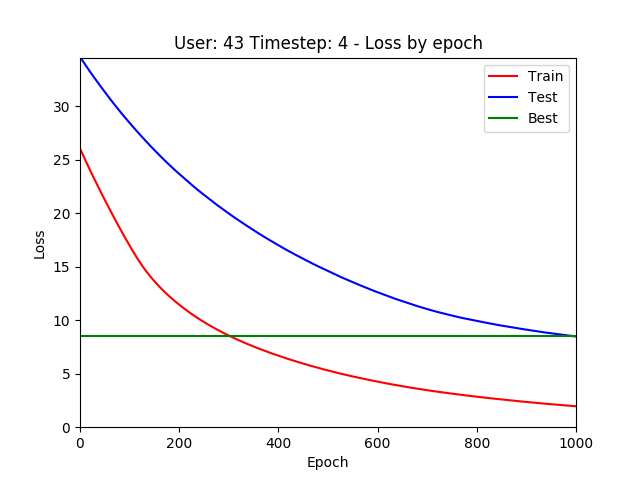 User: 43 Timestep: 4 - Loss by epoch
Train
Test
Best
30
25
20
15
10
5
0
Loss
0 200 400 600 800 1000
Epoch